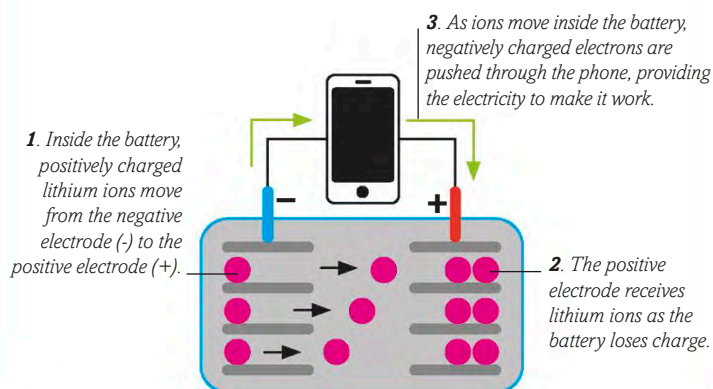 1. Inside the battery,
positively charged
lithium ions move
from the negative
electrode (-) to the
positive electrode (+).
3. As ions move inside the battery,
negatively charged electrons are
pushed through the phone, providing
the electricity to make it work.
−
+
2. The positive
electrode receives
lithium ions as the
battery loses charge.